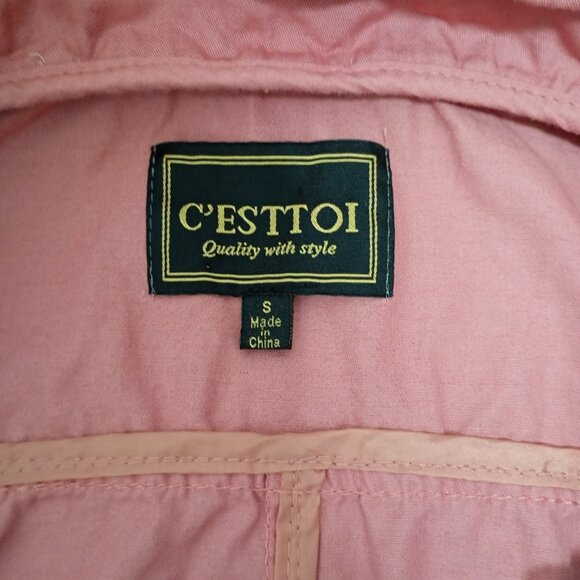 C'ESTTOI
Quality with style
S
Made
in
China